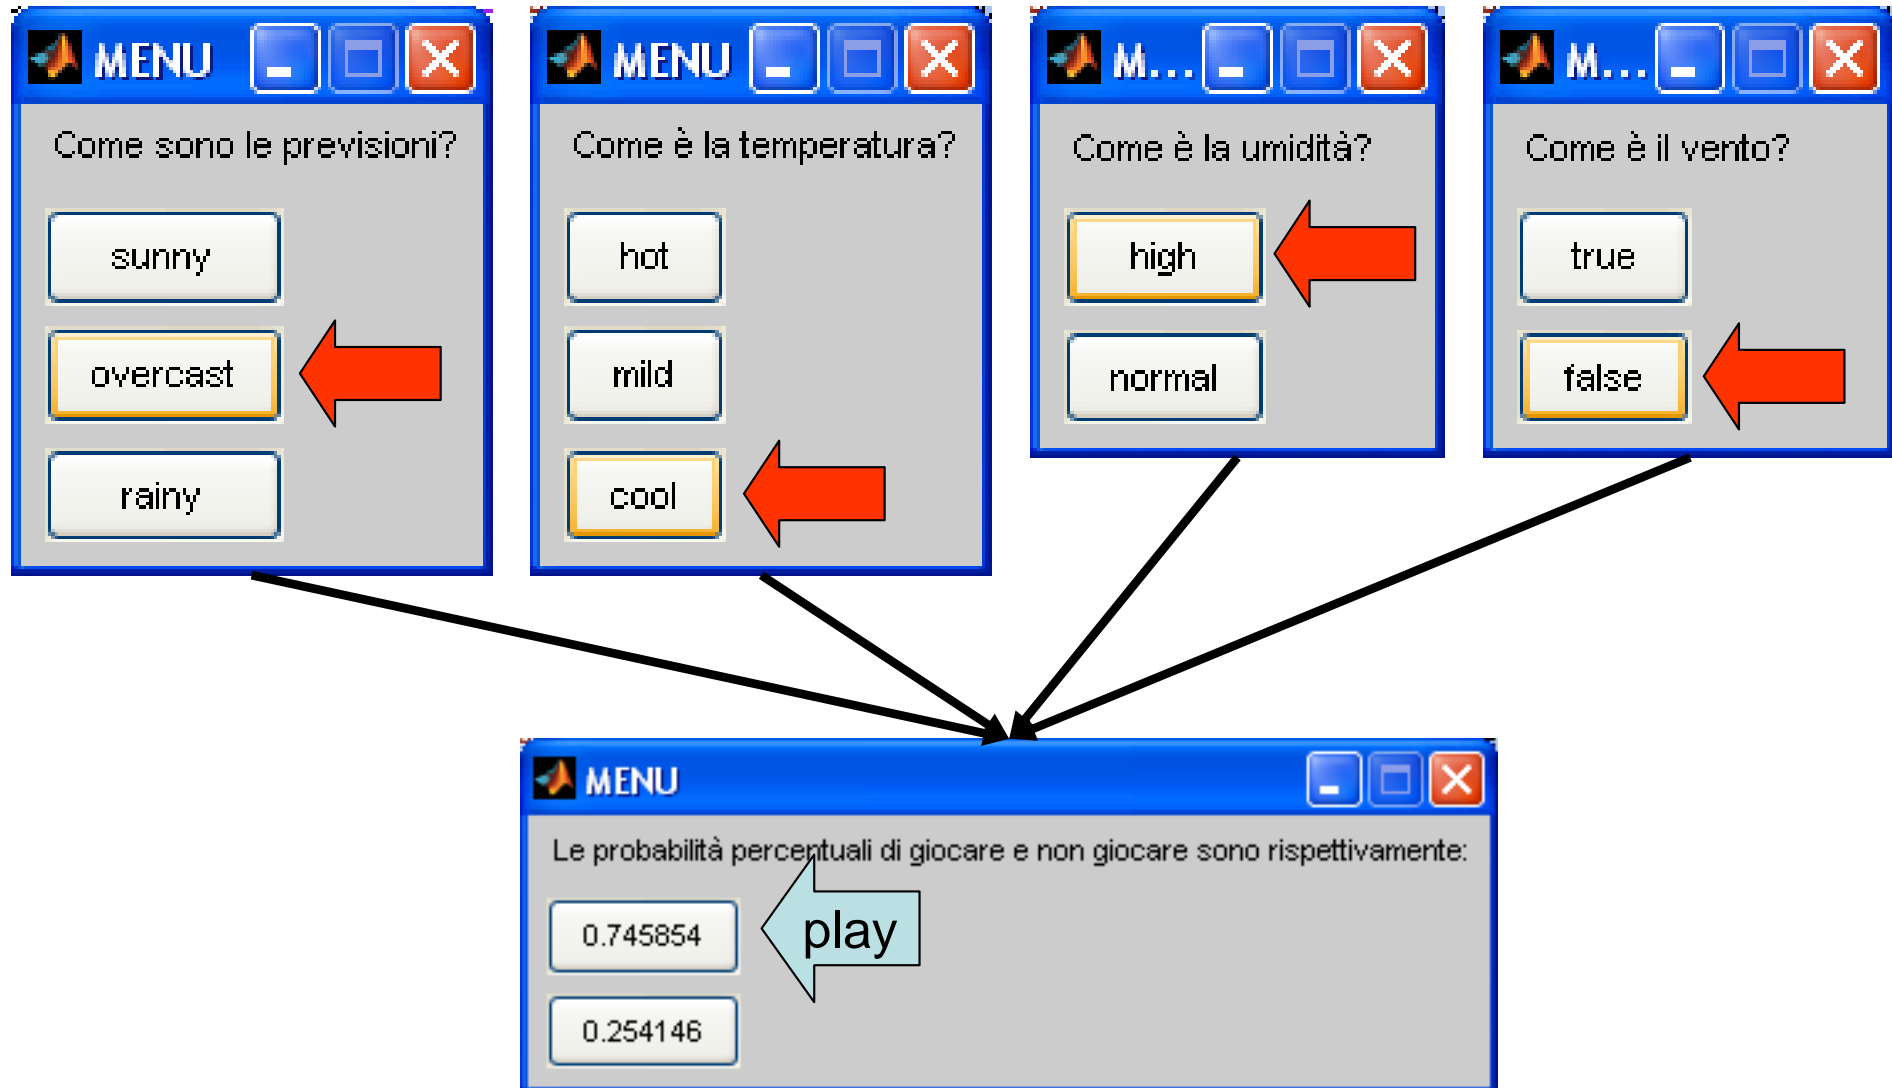 MENU
Come sono le previsioni?
sunny
overcast
rainy
MENU
Come è la temperatura?
hot
mild
cool
M...
Come è la umidità?
high
normal
M...
Come è il vento?
true
false
MENU
Le probabilità percentuali di giocare e non giocare sono rispettivamente:
0.745854
play
0.254146